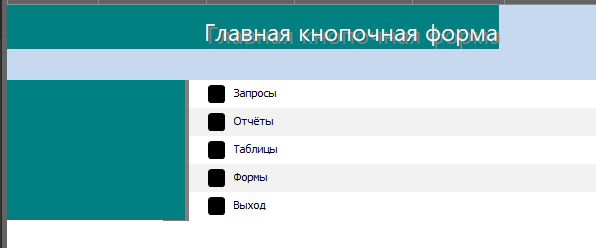 Главная кнопочная форма
Запросы
Отчёты
Таблицы
Формы
Выход